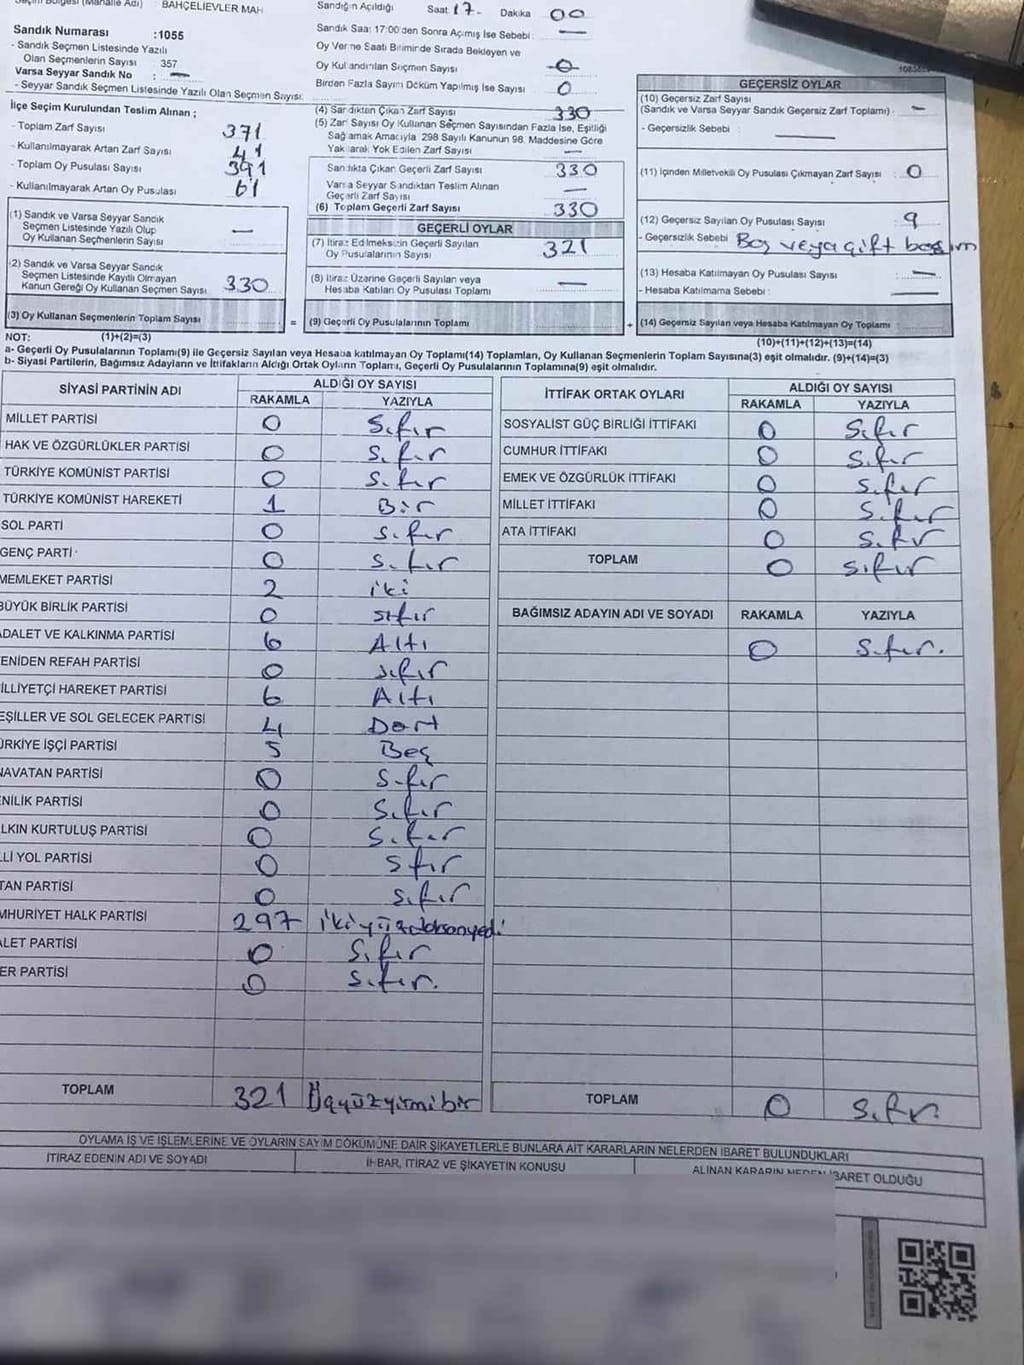 Seçim Bölgesi (Mahalle Adı) BAHÇELİEVLER MAH
Sandık Numarası :1055
- Sandık Seçmen Listesinde Yazılı
Olan Seçmenlerin Sayısı 357
Varsa Seyyar Sandık No : —
- Seyyar Sandık Seçmen Listesinde Yazılı Olan Seçmen Sayısı:
İlçe Seçim Kurulundan Teslim Alınan ;
- Toplam Zarf Sayısı 371
- Kullanılmayarak Artan Zarf Sayısı 41
- Toplam Oy Pusulası Sayısı 391
- Kullanılmayarak Artan Oy Pusulası 61
(1) Sandık ve Varsa Seyyar Sandık
Seçmen Listesinde Yazılı Olup
Oy Kullanan Seçmenlerin Sayısı —
(2) Sandık ve Varsa Seyyar Sandık
Seçmen Listesinde Kayıtlı Olmayan
Kanun Gereği Oy Kullanan Seçmen Sayısı 330
(3) Oy Kullanan Seçmenlerin Toplam Sayısı
Sandığın Açıldığı Saat 17- Dakika 00
Sandık Saat 17:00'den Sonra Açımış İse Sebebi : —
Oy Verme Saati Bitiminde Sırada Bekleyen ve
Oy Kullandırılan Seçmen Sayısı 0
Birden Fazla Sayım Döküm Yapılmış İse Sayısı 0
(4) Sandıktan Çıkan Zarf Sayısı 330
(5) Zarf Sayısı Oy Kullanan Seçmen Sayısından Fazla İse, Eşitliği
Sağlamak Amacıyla 298 Sayılı Kanunun 98. Maddesine Göre
Yakılarak Yok Edilen Zarf Sayısı —
Sandıkta Çıkan Geçerli Zarf Sayısı 330
Varsa Seyyar Sandıktan Teslim Alınan
Geçerli Zarf Sayısı —
(6) Toplam Geçerli Zarf Sayısı 330
GEÇERLİ OYLAR
(7) İtiraz Edilmeksizin Geçerli Sayılan
Oy Pusulalarının Sayısı 321
(8) İtiraz Üzerine Geçerli Sayılan veya
Hesaba Katılan Oy Pusulası Toplamı —
= (9) Geçerli Oy Pusulalarının Toplamı
GEÇERSİZ OYLAR
(10) Geçersiz Zarf Sayısı
(Sandık ve Varsa Seyyar Sandık Geçersiz Zarf Toplamı) : —
- Geçersizlik Sebebi : —
(11) İçinden Milletvekili Oy Pusulası Çıkmayan Zarf Sayısı : 0
(12) Geçersiz Sayılan Oy Pusulası Sayısı : 9
- Geçersizlik Sebebi Boş veya çift basım
(13) Hesaba Katılmayan Oy Pusulası Sayısı : —
- Hesaba Katılmama Sebebi : —
+ (14) Geçersiz Sayılan veya Hesaba Katılmayan Oy Toplamı
NOT: (1)+(2)=(3) (10)+(11)+(12)+(13)=(14)
a- Geçerli Oy Pusulalarının Toplamı(9) ile Geçersiz Sayılan veya Hesaba katılmayan Oy Toplamı(14) Toplamları, Oy Kullanan Seçmenlerin Toplam Sayısına(3) eşit olmalıdır. (9)+(14)=(3)
b- Siyasi Partilerin, Bağımsız Adayların ve İttifakların Aldığı Ortak Oyların Toplamı, Geçerli Oy Pusulalarının Toplamına(9) eşit olmalıdır.
SİYASİ PARTİNİN ADI ALDIĞI OY SAYISI
RAKAMLA YAZIYLA
MİLLET PARTİSİ 0 Sıfır
HAK VE ÖZGÜRLÜKLER PARTİSİ 0 Sıfır
TÜRKİYE KOMÜNİST PARTİSİ 0 Sıfır
TÜRKİYE KOMÜNİST HAREKETİ 1 Bir
SOL PARTİ 0 Sıfır
GENÇ PARTİ 0 Sıfır
MEMLEKET PARTİSİ 2 iki
BÜYÜK BİRLİK PARTİSİ 0 sıfır
ADALET VE KALKINMA PARTİSİ 6 Altı
ENİDEN REFAH PARTİSİ 0 sıfır
İLLİYETÇİ HAREKET PARTİSİ 6 Altı
EŞİLLER VE SOL GELECEK PARTİSİ 4 Dört
ÜRKİYE İŞÇİ PARTİSİ 5 Beş
NAVATAN PARTİSİ 0 Sıfır
ENİLİK PARTİSİ 0 Sıfır
LKIN KURTULUŞ PARTİSİ 0 Sıfır
LLİ YOL PARTİSİ 0 Sfır
TAN PARTİSİ 0 sıfır
MHURİYET HALK PARTİSİ 297 ikiyüzdoksanyedi
ALET PARTİSİ 0 Sıfır
ER PARTİSİ 0 Sıfır.
TOPLAM 321 Üçyüzyirmibir
İTTİFAK ORTAK OYLARI ALDIĞI OY SAYISI
RAKAMLA YAZIYLA
SOSYALİST GÜÇ BİRLİĞİ İTTİFAKI 0 Sıfır
CUMHUR İTTİFAKI 0 Sıfır
EMEK VE ÖZGÜRLÜK İTTİFAKI 0 Sıfır
MİLLET İTTİFAKI 0 Sıfır
ATA İTTİFAKI 0 Sıfır
TOPLAM 0 Sıfır
BAĞIMSIZ ADAYIN ADI VE SOYADI RAKAMLA YAZIYLA
0 Sıfır.
TOPLAM 0 Sıfır.
OYLAMA İŞ VE İŞLEMLERİNE VE OYLARIN SAYIM DÖKÜMÜNE DAİR ŞİKAYETLERLE BUNLARA AİT KARARLARIN NELERDEN İBARET BULUNDUKLARI
İTİRAZ EDENİN ADI VE SOYADI İHBAR, İTİRAZ VE ŞİKAYETİN KONUSU ALINAN KARARIN NEDEN İBARET OLDUĞU